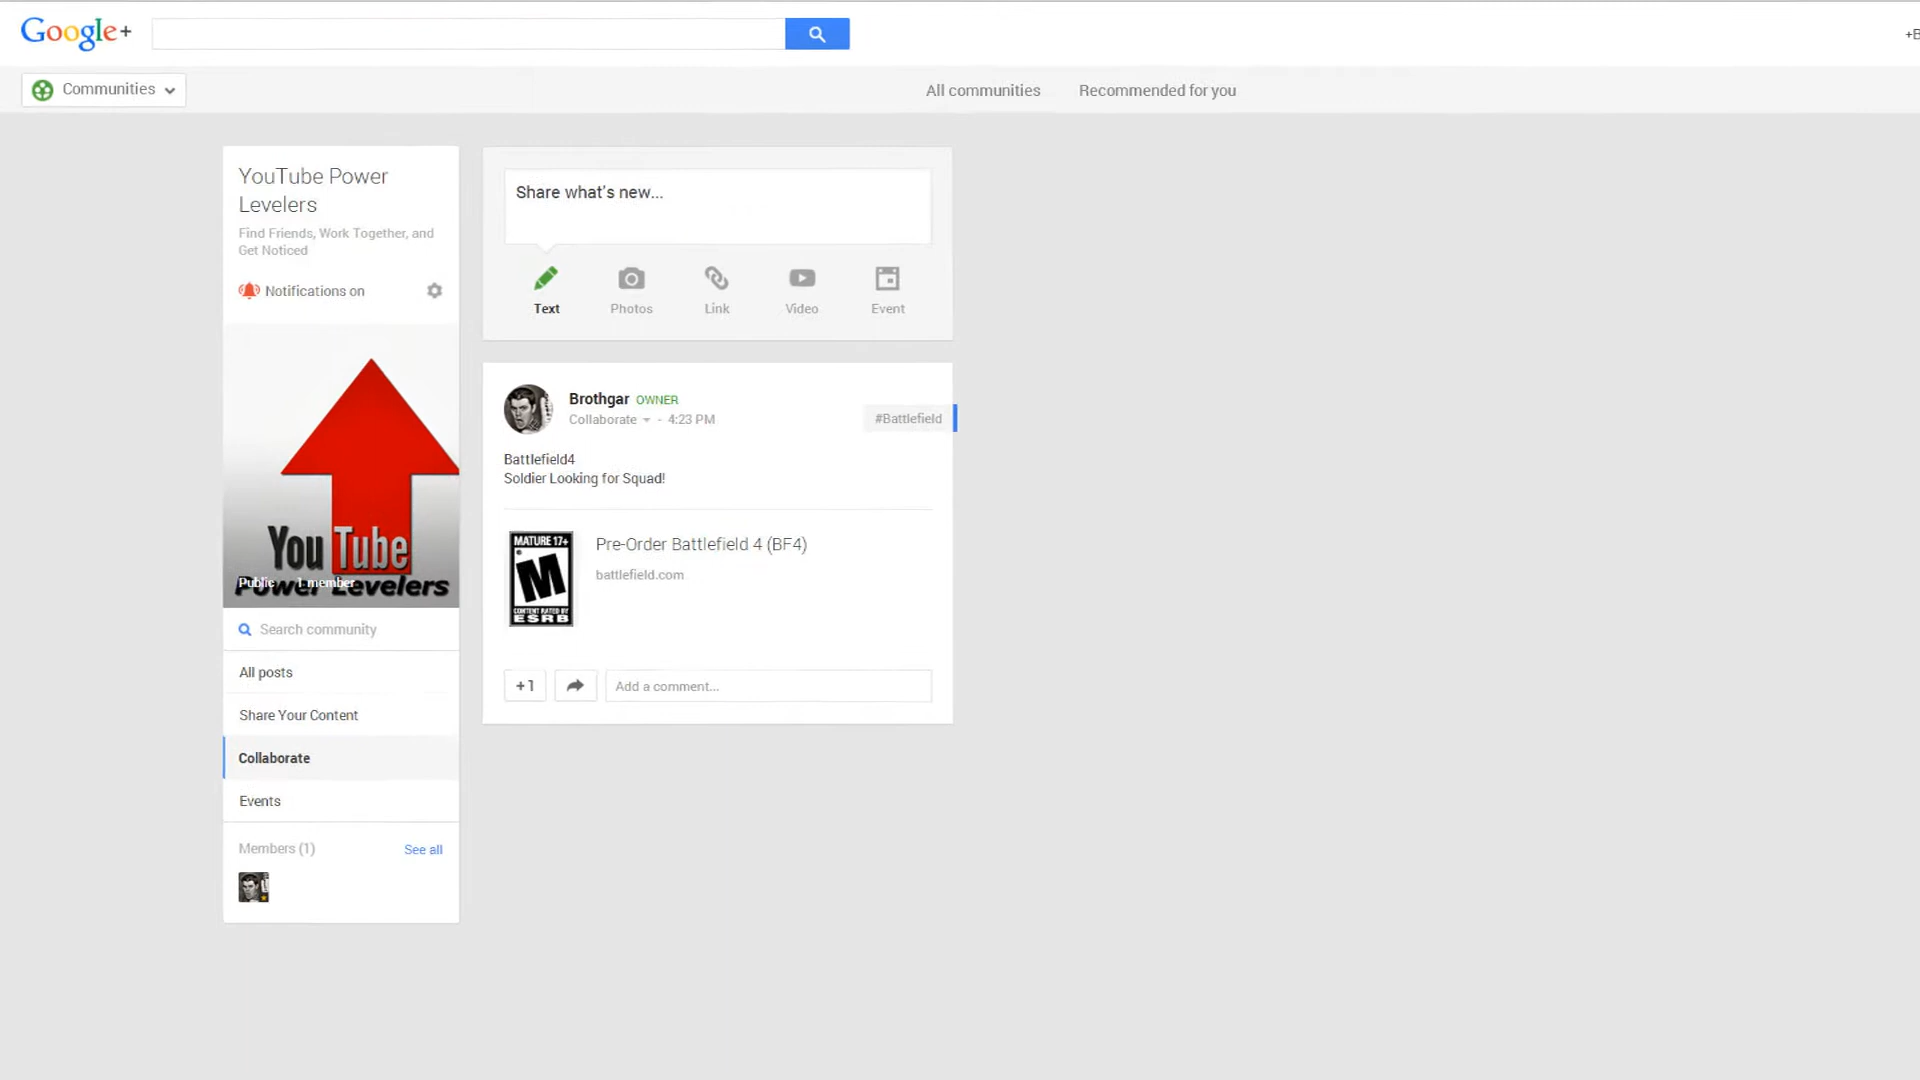 Google+
+B
Communities
All communities
Recommended for you
YouTube Power
Levelers
Find Friends, Work Together, and
Get Noticed
Notifications on
You Tube
Power Levelers
Public 1 member
Search community
All posts
Share Your Content
Collaborate
Events
Members (1)
See all
Share what's new...
Text
Photos
Link
Video
Event
Brothgar OWNER
Collaborate - 4:23 PM
#Battlefield
Battlefield4
Soldier Looking for Squad!
MATURE 17+
M
CONTENT RATED BY
ESRB
Pre-Order Battlefield 4 (BF4)
battlefield.com
+1
Add a comment...